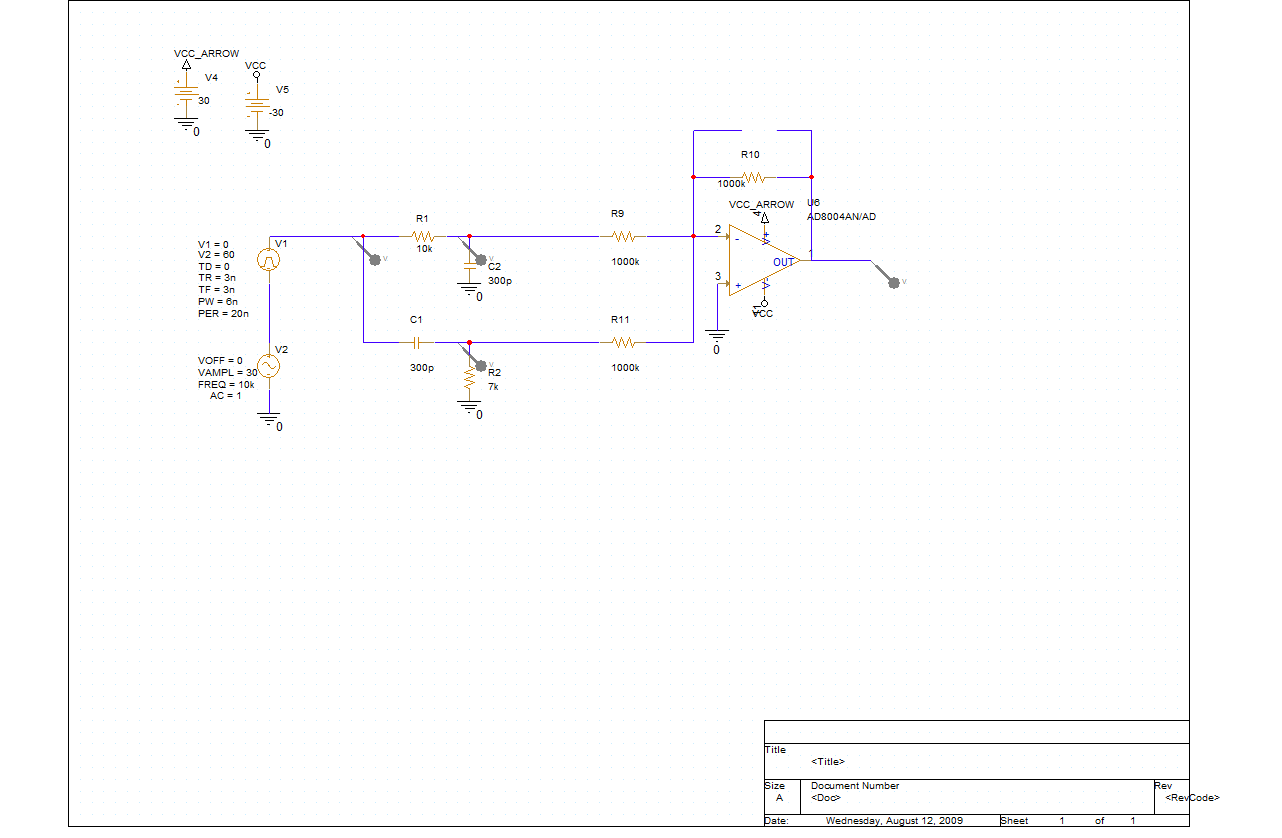 VCC_ARROW
VCC
V4
30
0
V5
-30
0
R10
1000k
VCC_ARROW
U6
AD8004AN/AD
4
R1
10k
R9
1000k
2
-
OUT
1
3
+
VCC
0
V1 = 0
V2 = 60
TD = 0
TR = 3n
TF = 3n
PW = 6n
PER = 20n
V1
V
V
C2
300p
0
V
C1
300p
R11
1000k
V2
VOFF = 0
VAMPL = 30
FREQ = 10k
AC = 1
0
V
R2
7k
0
Title
<Title>
Size
A
Document Number
<Doc>
Rev
<RevCode>
Date:
Wednesday, August 12, 2009
Sheet 1 of 1